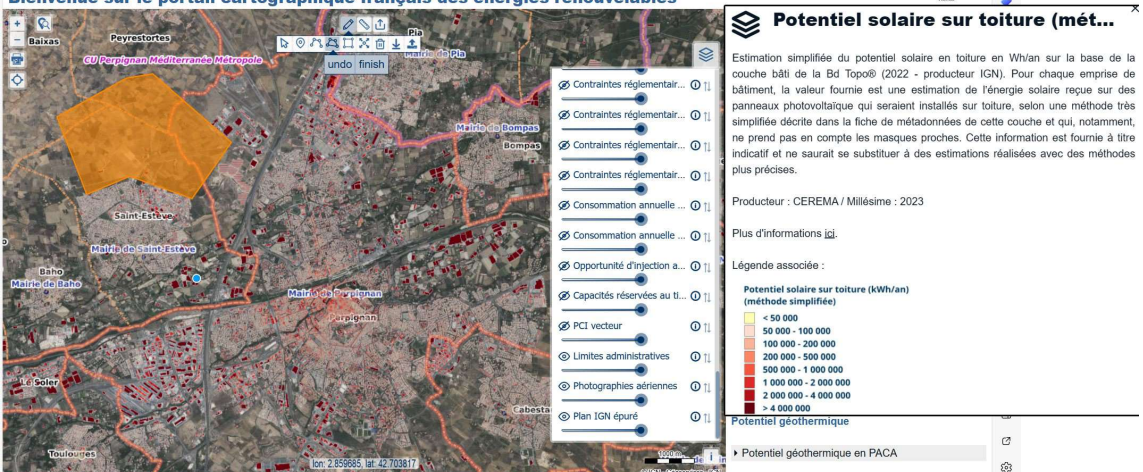 Bienvenue sur le portail cartographique français des énergies renouvelables
Baixas
Peyrestortes
CU Perpignan Méditerranée Métropole
Pia
Mairie de Pia
undo finish
Mairie de Bompas
Bompas
Saint-Estève
Mairie de Saint-Estève
Baho
Mairie de Baho
Mairie de Perpignan
Perpignan
Le Soler
Cabesta
Toulouges
lon: 2.859685, lat: 42.703817
1000 m
Contraintes réglementair...
Contraintes réglementair...
Contraintes réglementair...
Contraintes réglementair...
Consommation annuelle ...
Consommation annuelle ...
Opportunité d'injection a...
Capacités réservées au ti...
PCI vecteur
Limites administratives
Photographies aériennes
Plan IGN épuré
Potentiel solaire sur toiture (mét...
Estimation simplifiée du potentiel solaire en toiture en Wh/an sur la base de la
couche bâti de la Bd Topo® (2022 - producteur IGN). Pour chaque emprise de
bâtiment, la valeur fournie est une estimation de l'énergie solaire reçue sur des
panneaux photovoltaïque qui seraient installés sur toiture, selon une méthode très
simplifiée décrite dans la fiche de métadonnées de cette couche et qui, notamment,
ne prend pas en compte les masques proches. Cette information est fournie à titre
indicatif et ne saurait se substituer à des estimations réalisées avec des méthodes
plus précises.
Producteur : CEREMA / Millésime : 2023
Plus d'informations ici.
Légende associée :
Potentiel solaire sur toiture (kWh/an)
(méthode simplifiée)
< 50 000
50 000 - 100 000
100 000 - 200 000
200 000 - 500 000
500 000 - 1 000 000
1 000 000 - 2 000 000
2 000 000 - 4 000 000
> 4 000 000
Potentiel géothermique
Potentiel géothermique en PACA